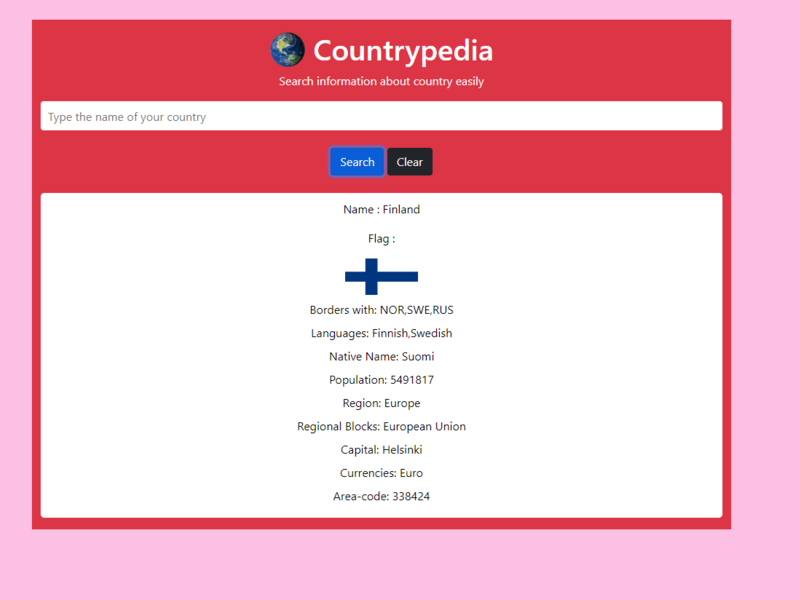 Countrypedia
Search information about country easily
Type the name of your country
Search Clear
Name : Finland
Flag :
Borders with: NOR,SWE,RUS
Languages: Finnish,Swedish
Native Name: Suomi
Population: 5491817
Region: Europe
Regional Blocks: European Union
Capital: Helsinki
Currencies: Euro
Area-code: 338424